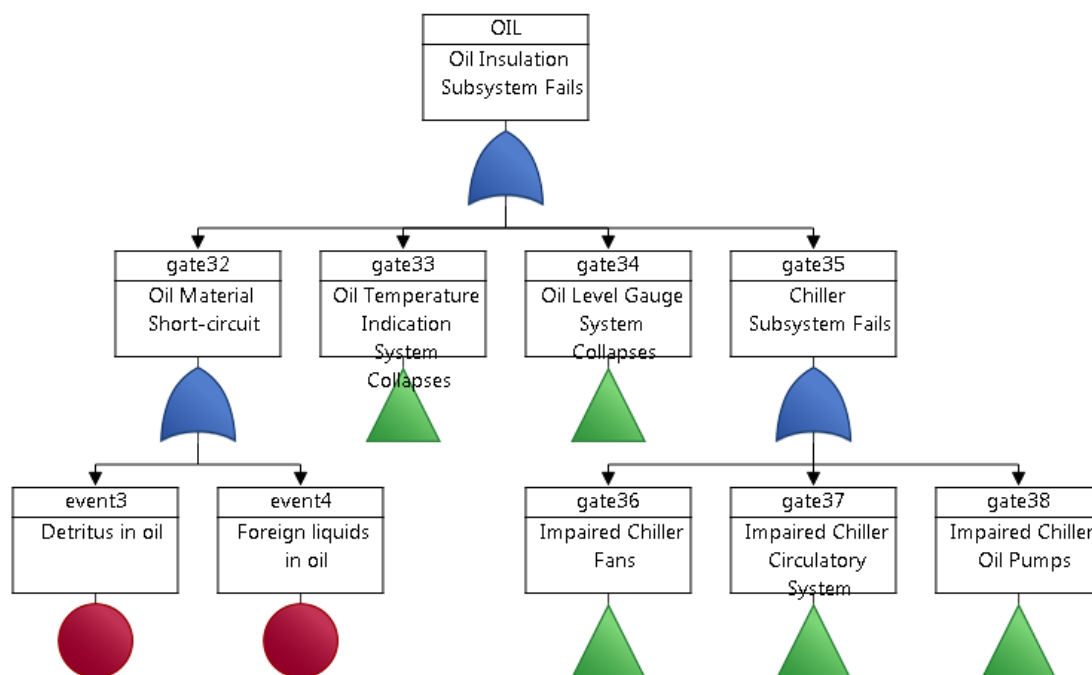 OIL
Oil Insulation
Subsystem Fails
gate32
Oil Material
Short-circuit
gate33
Oil Temperature
Indication
System
Collapses
gate34
Oil Level Gauge
System
Collapses
gate35
Chiller
Subsystem Fails
event3
Detritus in oil
event4
Foreign liquids
in oil
gate36
Impaired Chiller
Fans
gate37
Impaired Chiller
Circulatory
System
gate38
Impaired Chiller
Oil Pumps